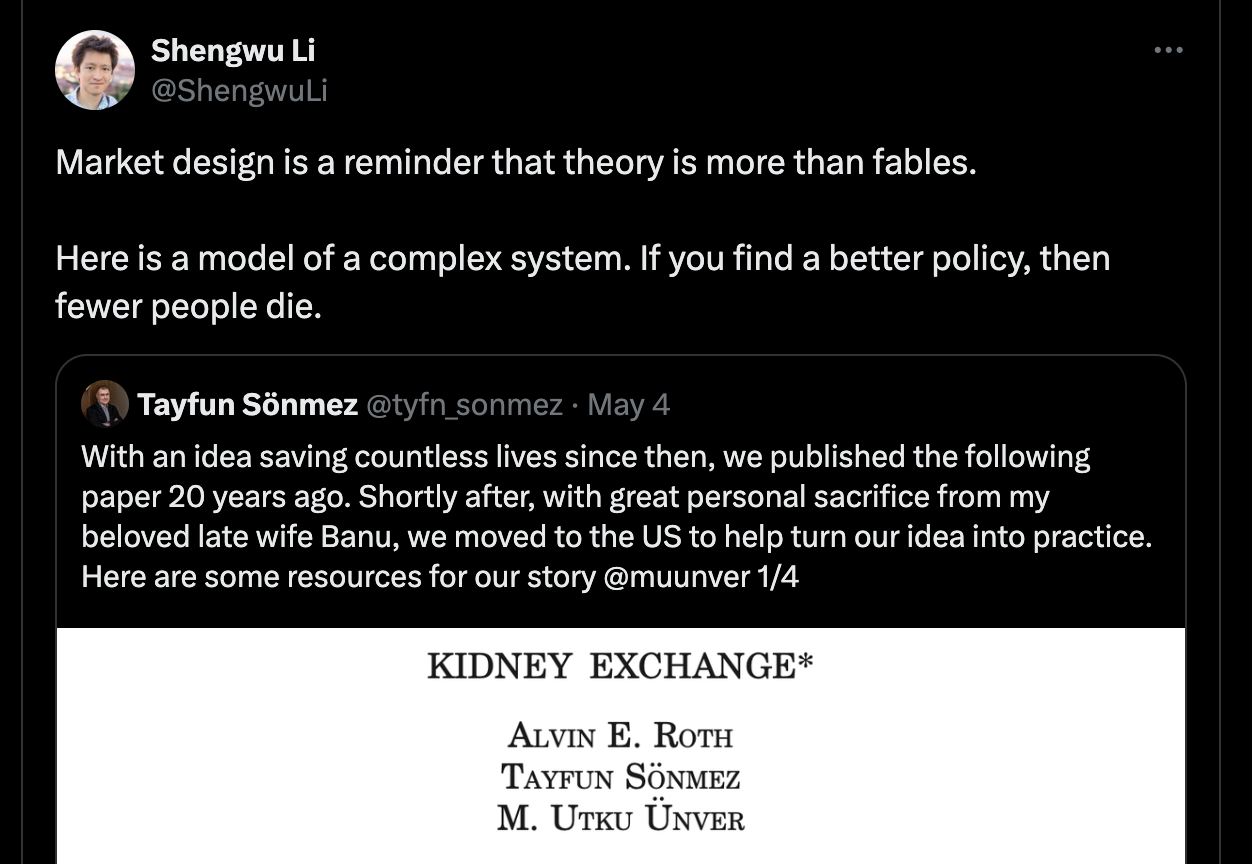 Shengwu Li
@ShengwuLi
Market design is a reminder that theory is more than fables.
Here is a model of a complex system. If you find a better policy, then
fewer people die.
Tayfun Sönmez @tyfn_sonmez · May 4
With an idea saving countless lives since then, we published the following
paper 20 years ago. Shortly after, with great personal sacrifice from my
beloved late wife Banu, we moved to the US to help turn our idea into practice.
Here are some resources for our story @muunver 1/4
KIDNEY EXCHANGE*
ALVIN E. ROTH
TAYFUN SÖNMEZ
M. UTKU ÜNVER